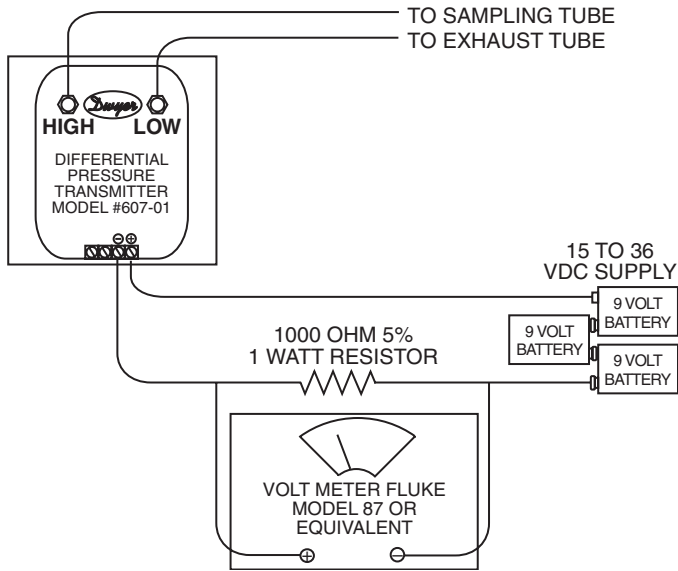 TO SAMPLING TUBE
TO EXHAUST TUBE
Dwyer
HIGH LOW
DIFFERENTIAL
PRESSURE
TRANSMITTER
MODEL #607-01
⊖ ⊕
15 TO 36
VDC SUPPLY
9 VOLT
BATTERY
9 VOLT
BATTERY
9 VOLT
BATTERY
1000 OHM 5%
1 WATT RESISTOR
VOLT METER FLUKE
MODEL 87 OR
EQUIVALENT
⊕ ⊖